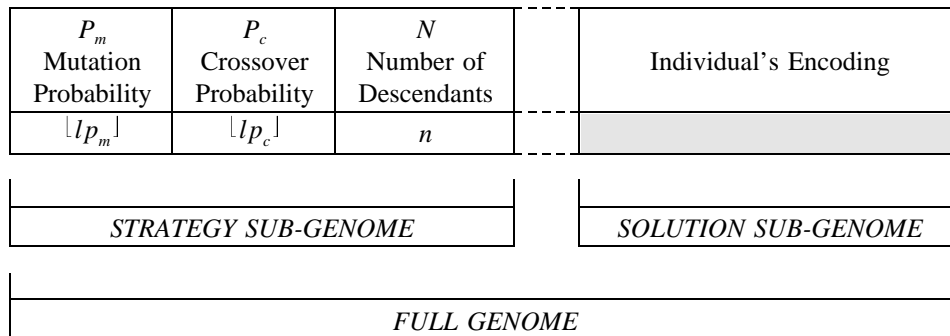 P_m P_c N
Mutation Crossover Number of Individual's Encoding
Probability Probability Descendants
⌊lp_m⌋ ⌊lp_c⌋ n
STRATEGY SUB-GENOME SOLUTION SUB-GENOME
FULL GENOME